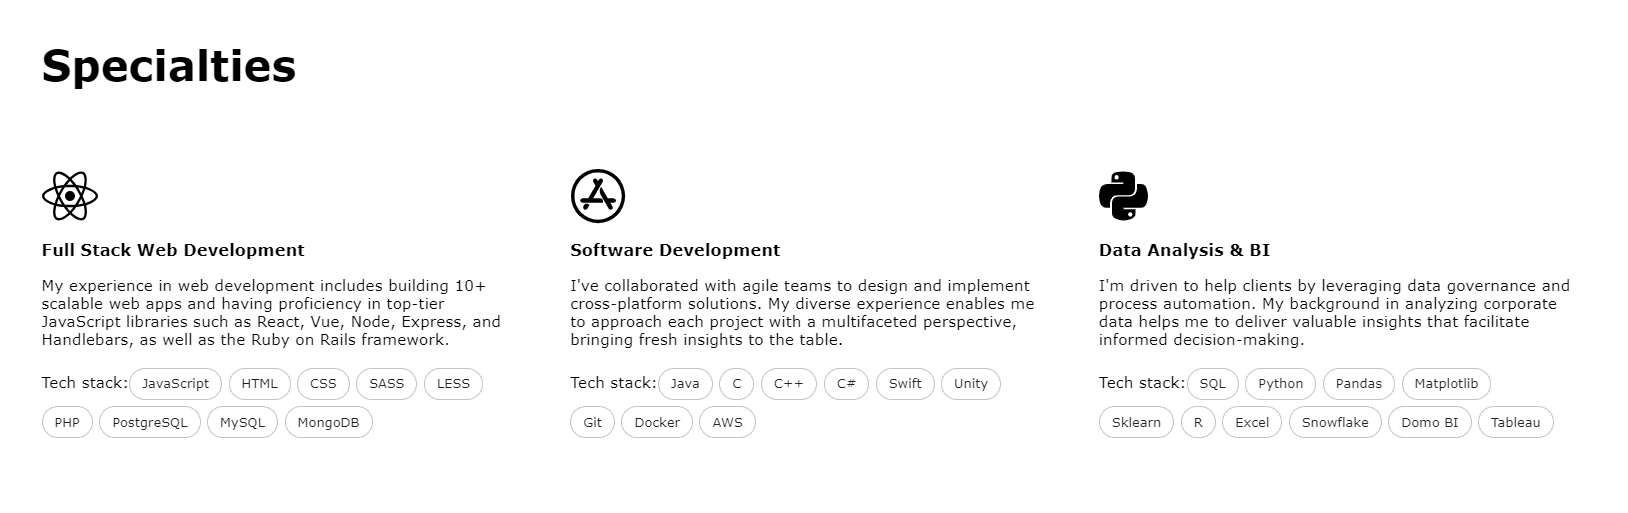 Specialties
Full Stack Web Development
My experience in web development includes building 10+
scalable web apps and having proficiency in top-tier
JavaScript libraries such as React, Vue, Node, Express, and
Handlebars, as well as the Ruby on Rails framework.
Tech stack: JavaScript HTML CSS SASS LESS
PHP PostgreSQL MySQL MongoDB
Software Development
I've collaborated with agile teams to design and implement
cross-platform solutions. My diverse experience enables me
to approach each project with a multifaceted perspective,
bringing fresh insights to the table.
Tech stack: Java C C++ C# Swift Unity
Git Docker AWS
Data Analysis & BI
I'm driven to help clients by leveraging data governance and
process automation. My background in analyzing corporate
data helps me to deliver valuable insights that facilitate
informed decision-making.
Tech stack: SQL Python Pandas Matplotlib
Sklearn R Excel Snowflake Domo BI Tableau